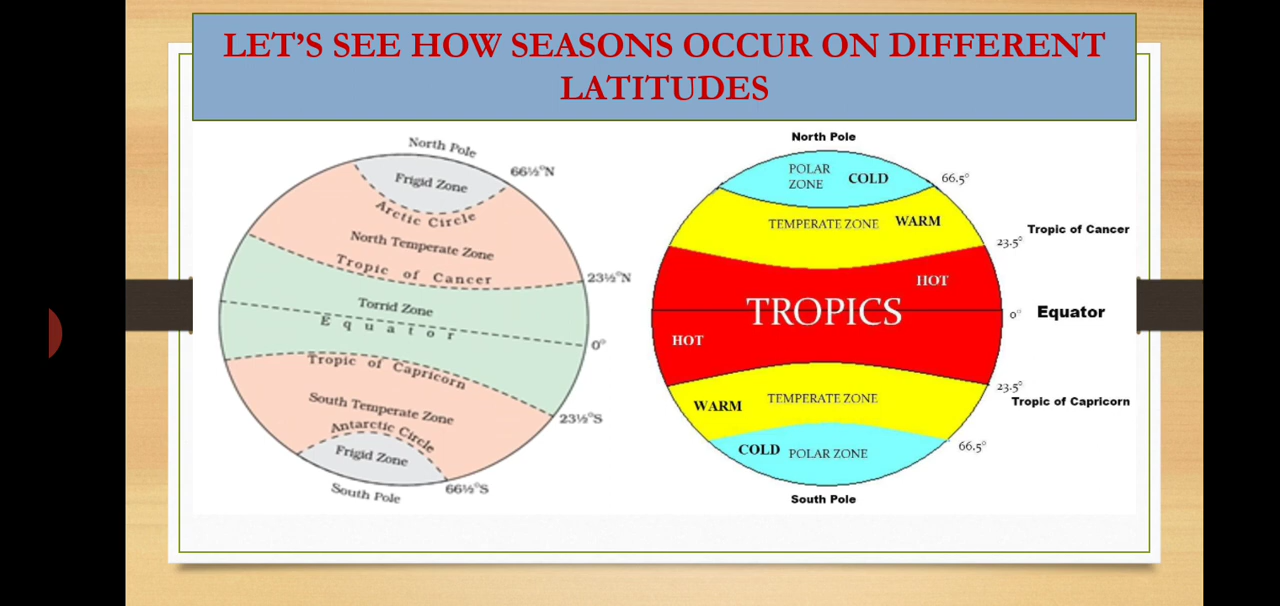 LET’S SEE HOW SEASONS OCCUR ON DIFFERENT
LATITUDES
North Pole
66½°N
Frigid Zone
Arctic Circle
North Temperate Zone
Tropic of Cancer
23½°N
Torrid Zone
Equator
0°
Tropic of Capricorn
South Temperate Zone
23½°S
Antarctic Circle
Frigid Zone
South Pole
66½°S
North Pole
POLAR
ZONE
COLD
66.5°
TEMPERATE ZONE
WARM
Tropic of Cancer
23.5°
HOT
TROPICS
0°
Equator
HOT
23.5°
Tropic of Capricorn
WARM
TEMPERATE ZONE
COLD
POLAR ZONE
66.5°
South Pole